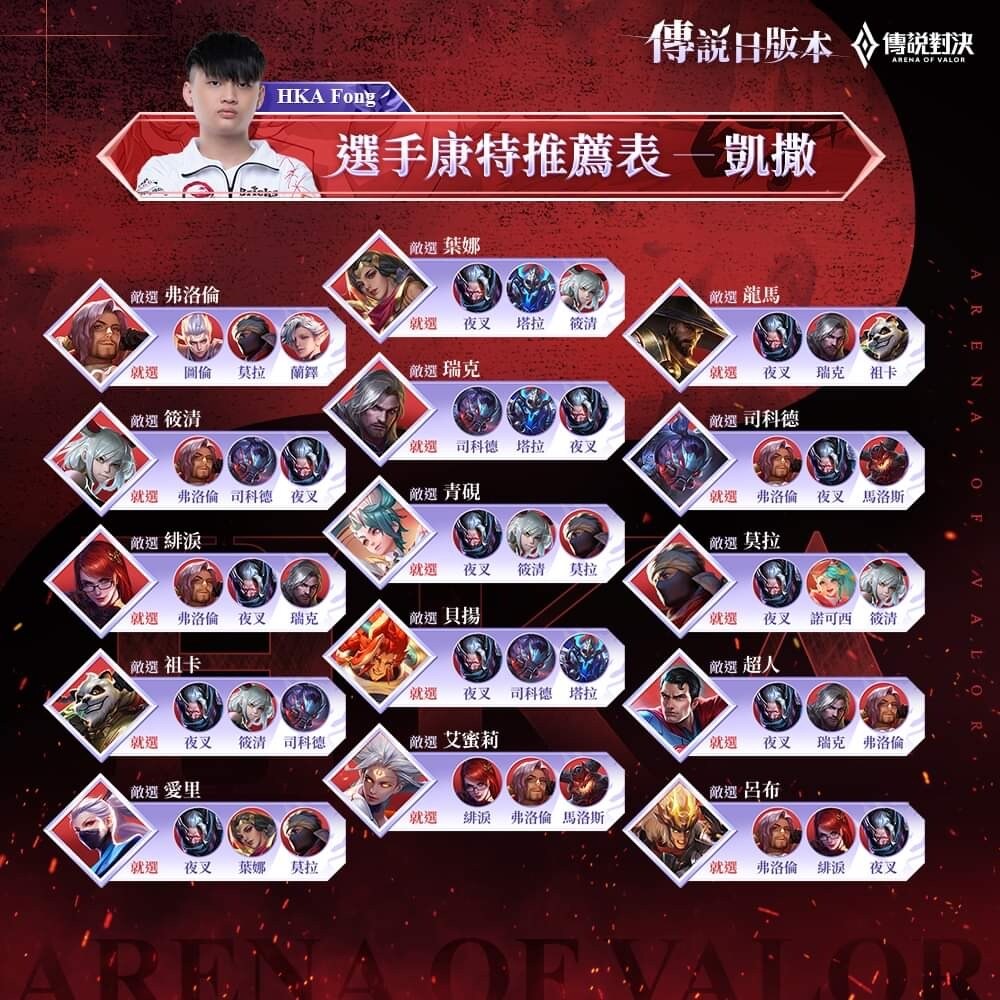 傳說日版本
傳說對決
ARENA OF VALOR
HKA Fong
選手康特推薦表 — 凱撒
敵選 弗洛倫
就選 圖倫 莫拉 蘭鐸
敵選 筱清
就選 弗洛倫 司科德 夜叉
敵選 緋淚
就選 弗洛倫 夜叉 瑞克
敵選 祖卡
就選 夜叉 筱清 司科德
敵選 愛里
就選 夜叉 葉娜 莫拉
敵選 葉娜
就選 夜叉 塔拉 筱清
敵選 瑞克
就選 司科德 塔拉 夜叉
敵選 青硯
就選 夜叉 筱清 莫拉
敵選 貝揚
就選 夜叉 司科德 塔拉
敵選 艾蜜莉
就選 緋淚 弗洛倫 馬洛斯
敵選 龍馬
就選 夜叉 瑞克 祖卡
敵選 司科德
就選 弗洛倫 夜叉 馬洛斯
敵選 莫拉
就選 夜叉 諾可西 筱清
敵選 超人
就選 夜叉 瑞克 弗洛倫
敵選 呂布
就選 弗洛倫 緋淚 夜叉
ARENA OF VALOR
HKA
ARENA OF VALOR